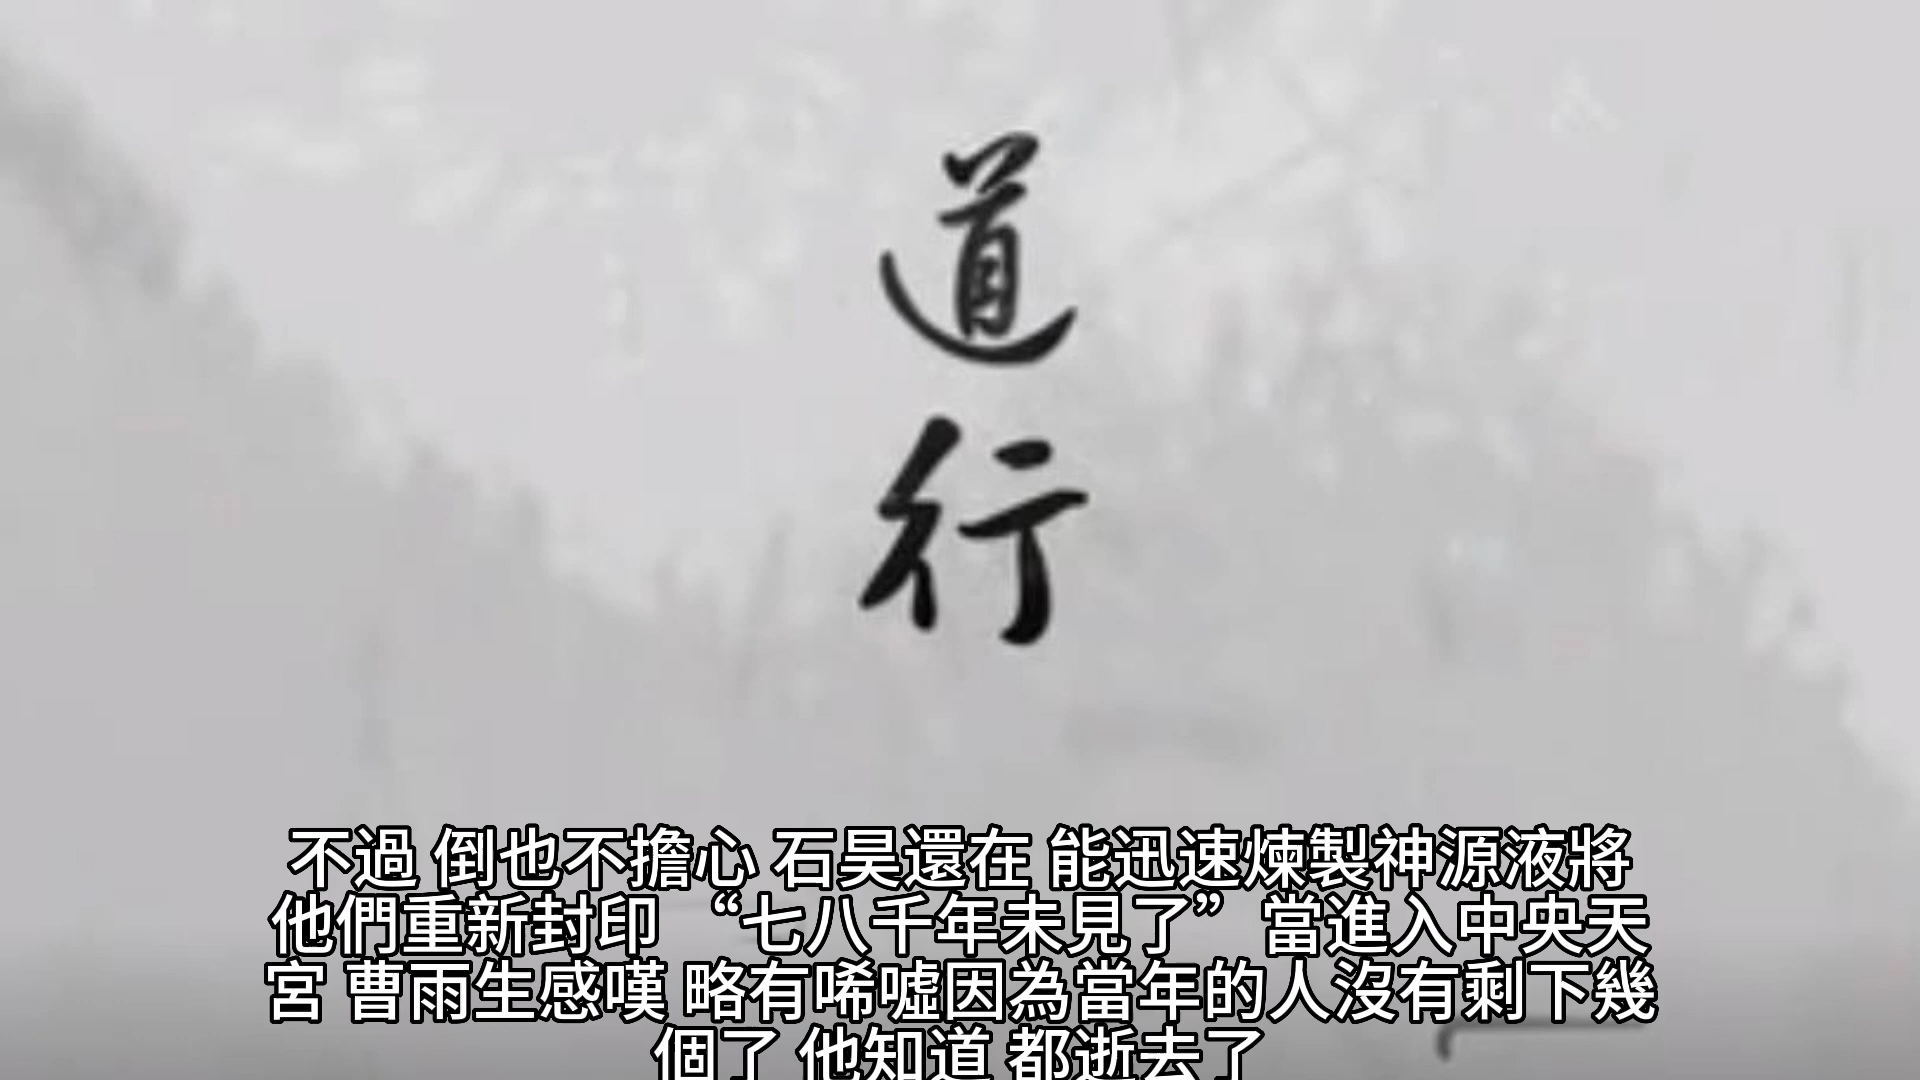 道行
不過 倒也不擔心 石昊還在 能迅速煉製神源液將
他們重新封印 “七八千年未見了”當進入中央天
宮 曹雨生感嘆 略有唏噓因為當年的人沒有剩下幾
個了 他知道 都逝去了